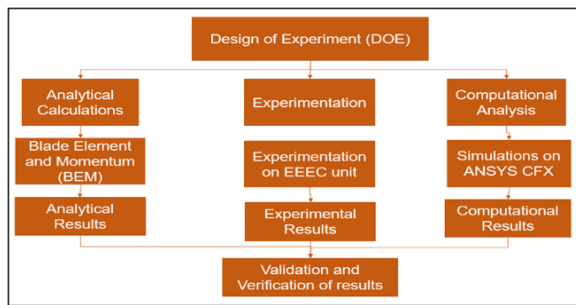 Design of Experiment (DOE)
Analytical
Calculations
Experimentation
Computational
Analysis
Blade Element
and Momentum
(BEM)
Experimentation
on EEEC unit
Simulations on
ANSYS CFX
Analytical
Results
Experimental
Results
Computational
Results
Validation and
Verification of results